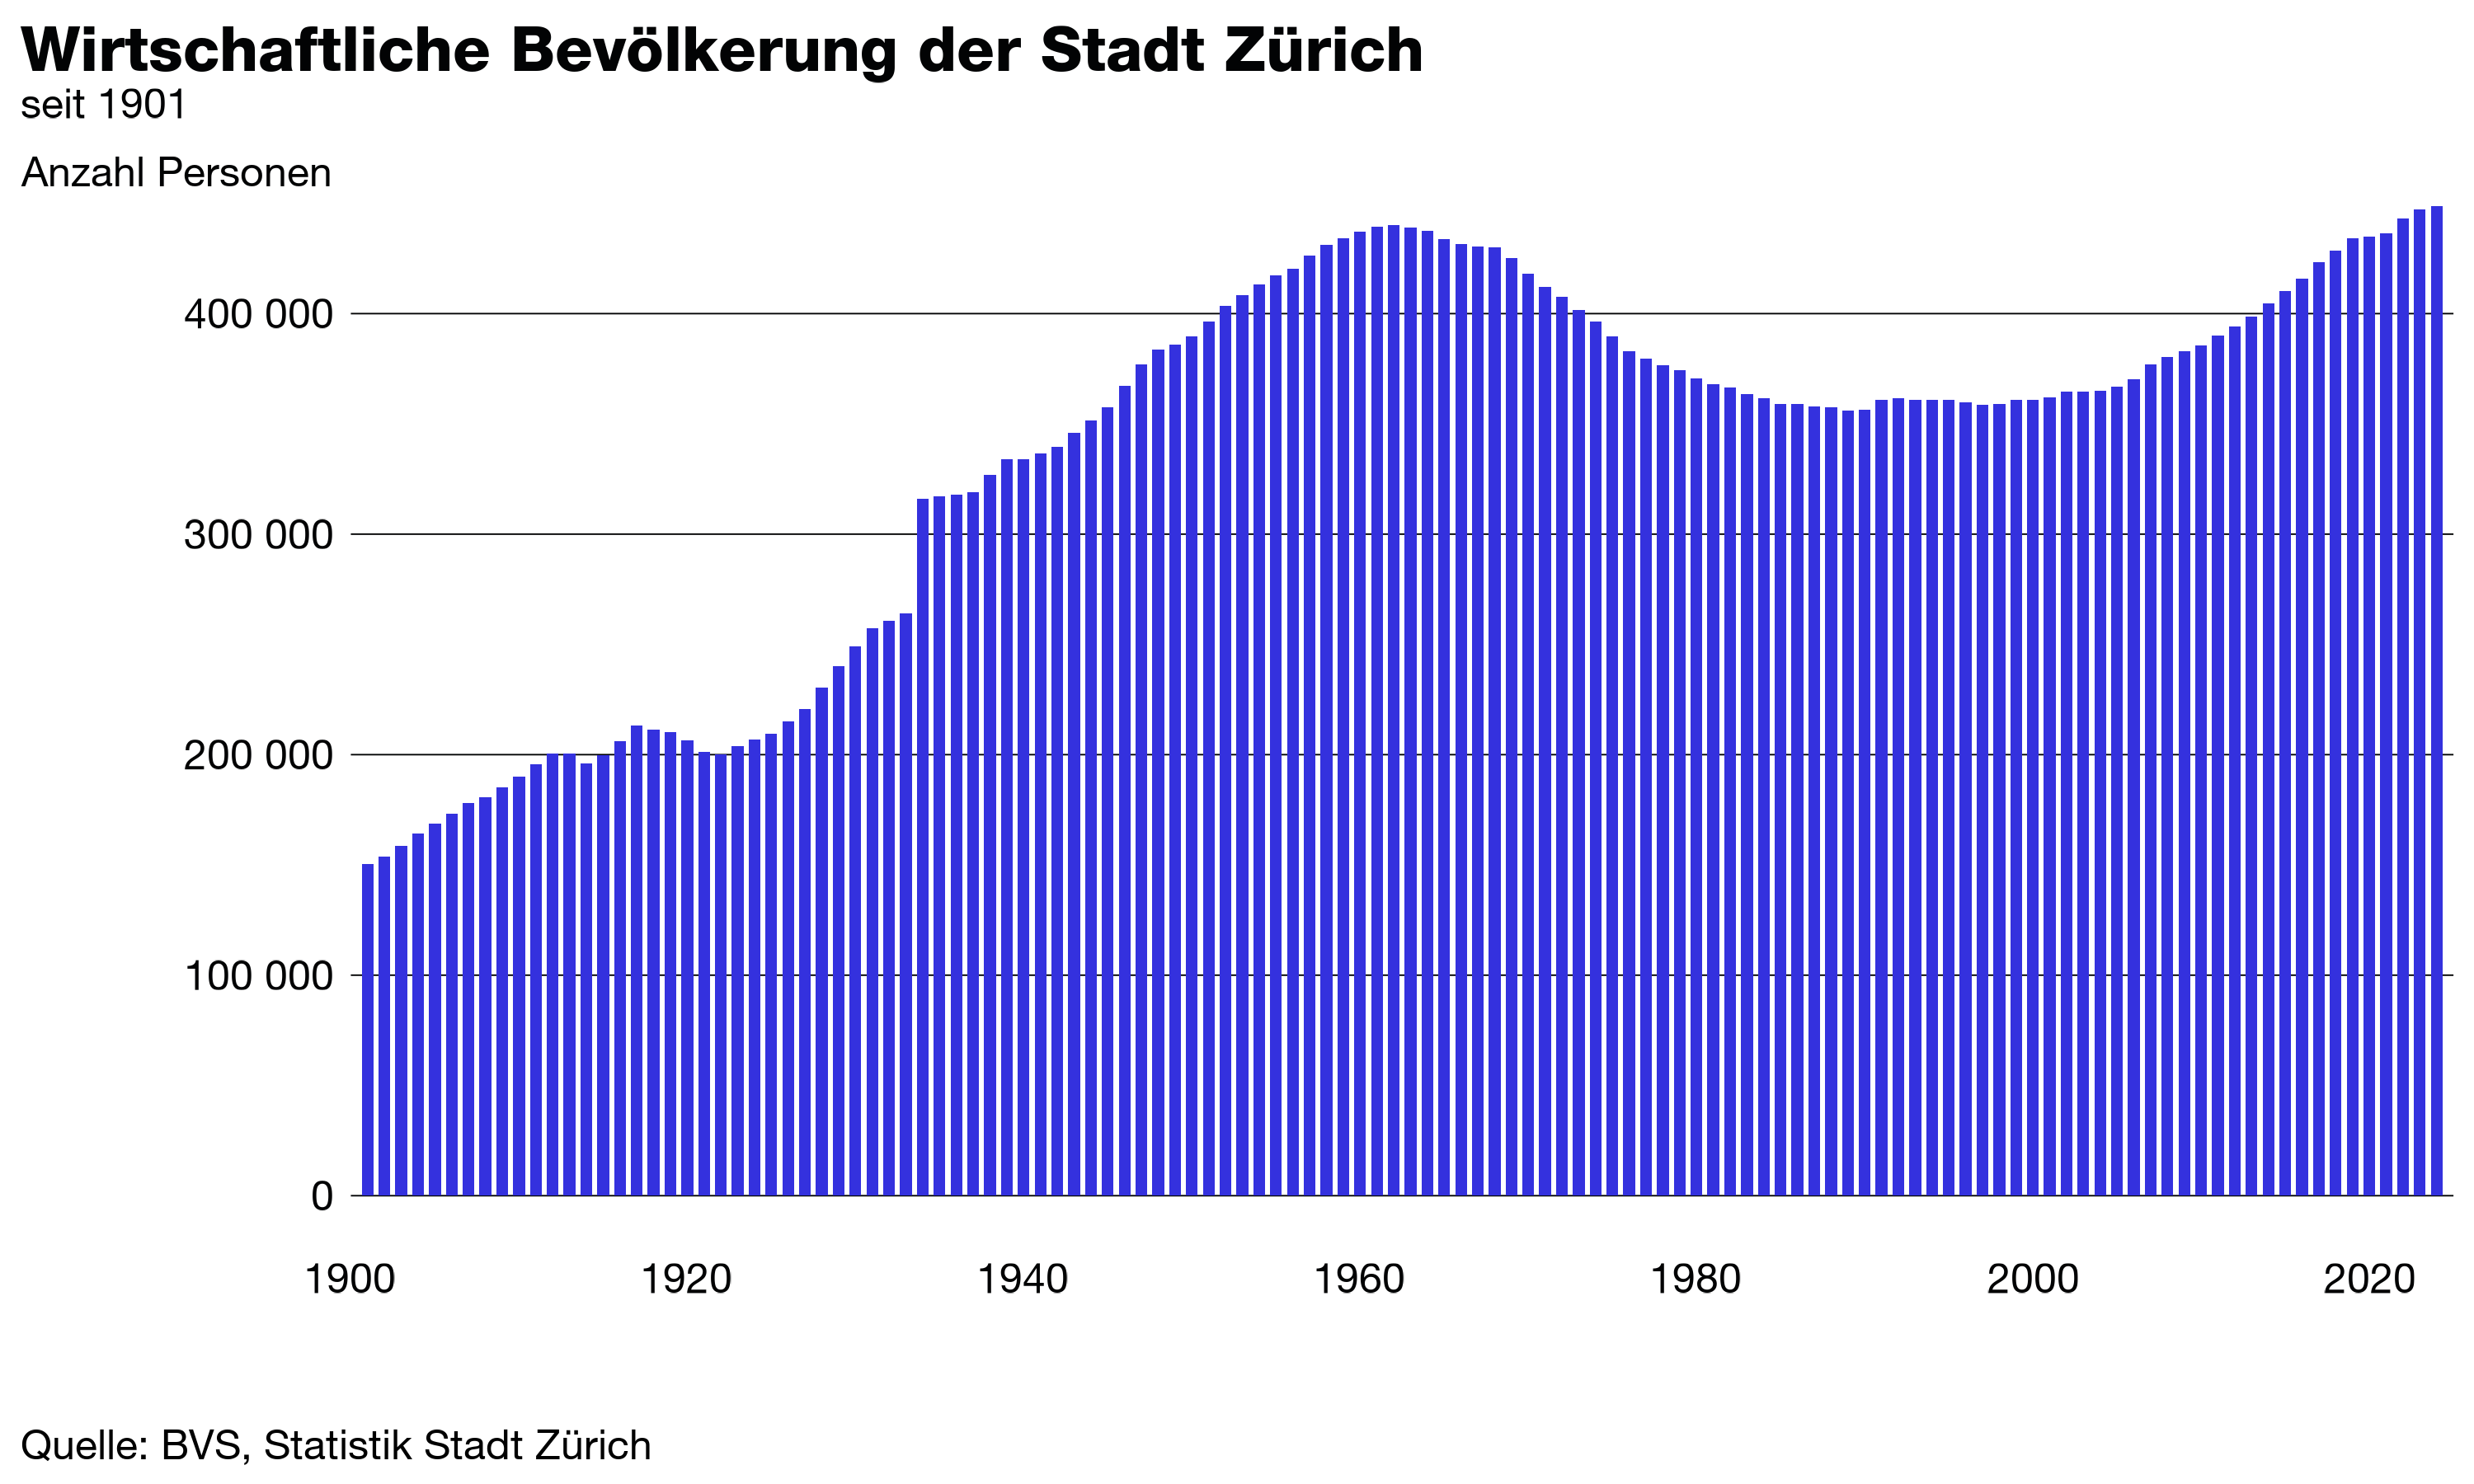 Wirtschaftliche Bevölkerung der Stadt Zürich
seit 1901
Anzahl Personen
400 000
300 000
200 000
100 000
0
1900 1920 1940 1960 1980 2000 2020
Quelle: BVS, Statistik Stadt Zürich